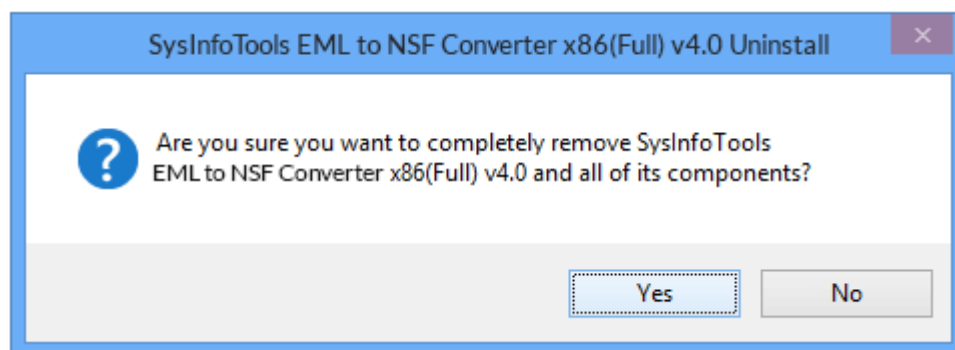 SysInfoTools EML to NSF Converter x86(Full) v4.0 Uninstall
Are you sure you want to completely remove SysInfoTools
EML to NSF Converter x86(Full) v4.0 and all of its components?
Yes No